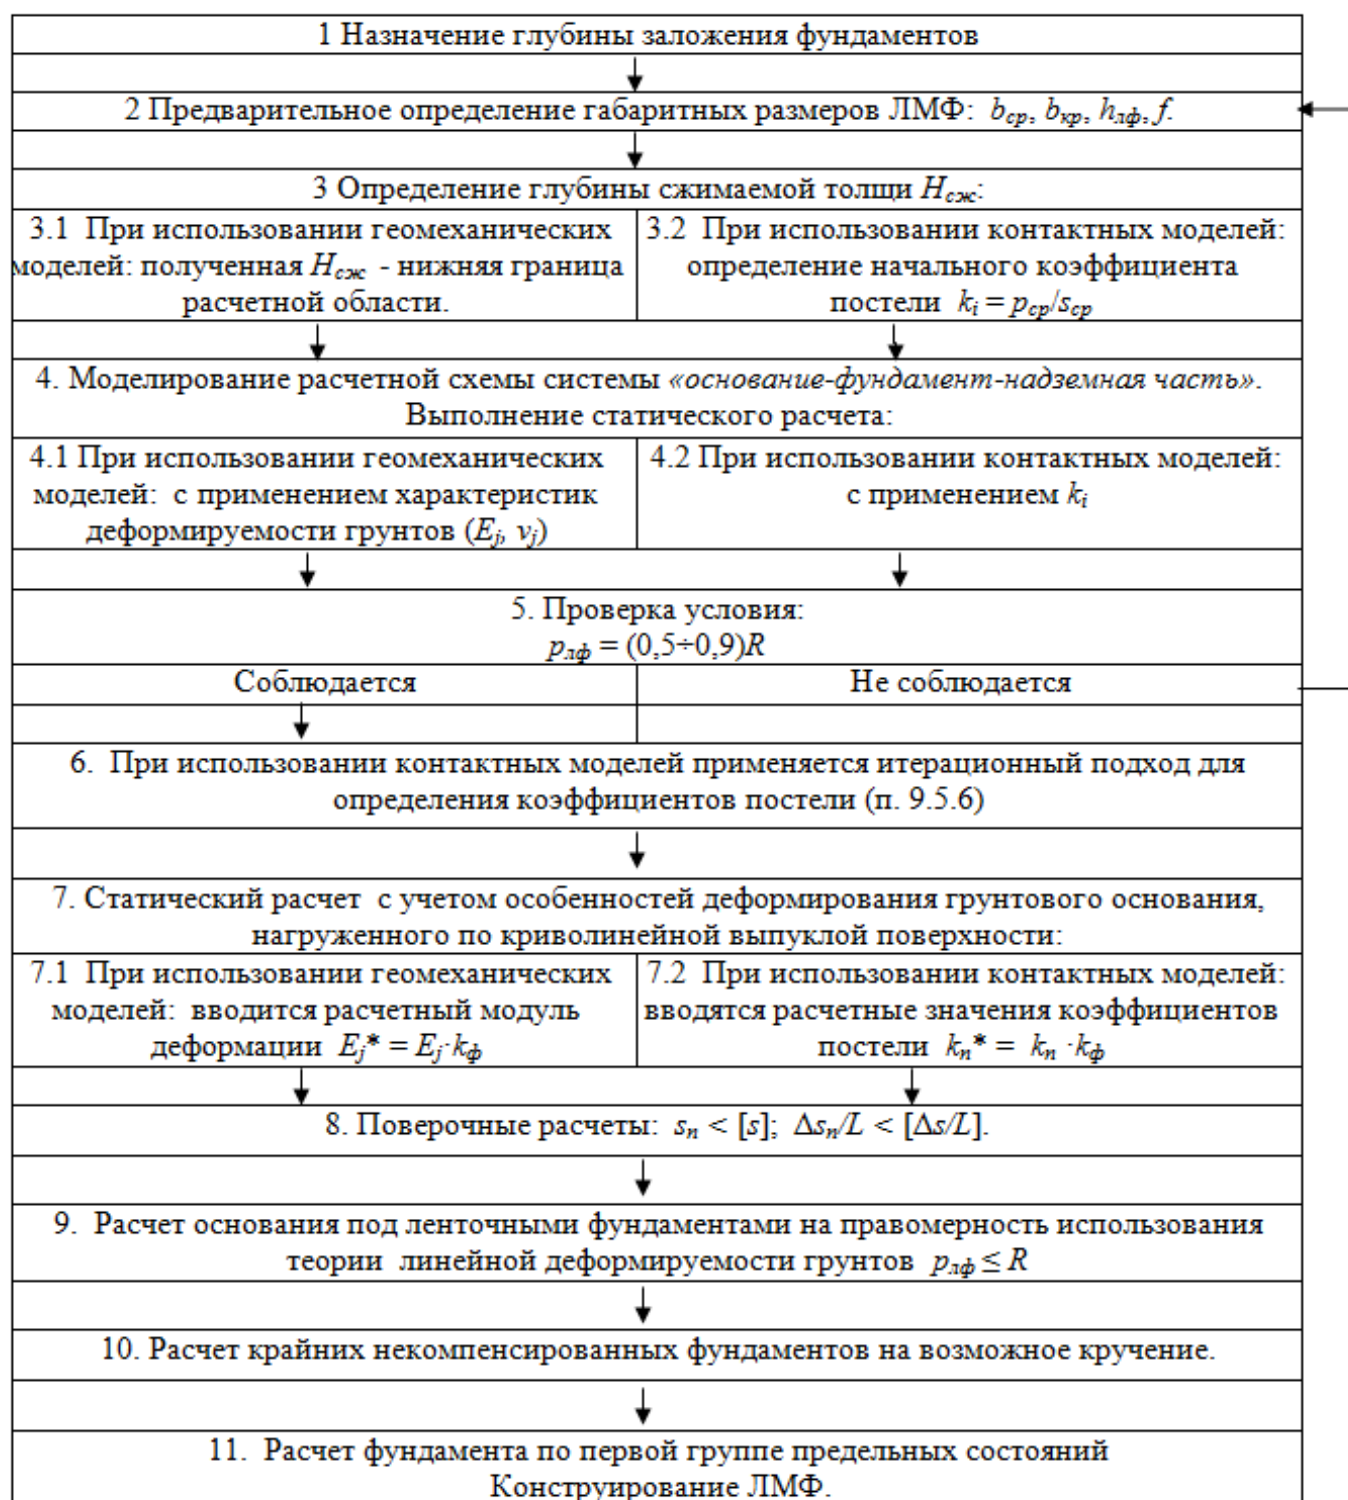 1 Назначение глубины заложения фундаментов
2 Предварительное определение габаритных размеров ЛМФ: bср, bкр, hлф, f.
3 Определение глубины сжимаемой толщи Hсж:
3.1 При использовании геомеханических
моделей: полученная Hсж - нижняя граница
расчетной области.
3.2 При использовании контактных моделей:
определение начального коэффициента
постели ki = pср/sср
4. Моделирование расчетной схемы системы «основание-фундамент-надземная часть».
Выполнение статического расчета:
4.1 При использовании геомеханических
моделей: с применением характеристик
деформируемости грунтов (Ej, νj)
4.2 При использовании контактных моделей:
с применением ki
5. Проверка условия:
pлф = (0,5÷0,9)R
Соблюдается
Не соблюдается
6. При использовании контактных моделей применяется итерационный подход для
определения коэффициентов постели (п. 9.5.6)
7. Статический расчет с учетом особенностей деформирования грунтового основания,
нагруженного по криволинейной выпуклой поверхности:
7.1 При использовании геомеханических
моделей: вводится расчетный модуль
деформации Ej* = Ej·kф
7.2 При использовании контактных моделей:
вводятся расчетные значения коэффициентов
постели kn* = kn ·kф
8. Поверочные расчеты: sn < [s]; Δsn/L < [Δs/L].
9. Расчет основания под ленточными фундаментами на правомерность использования
теории линейной деформируемости грунтов pлф ≤ R
10. Расчет крайних некомпенсированных фундаментов на возможное кручение.
11. Расчет фундамента по первой группе предельных состояний
Конструирование ЛМФ.